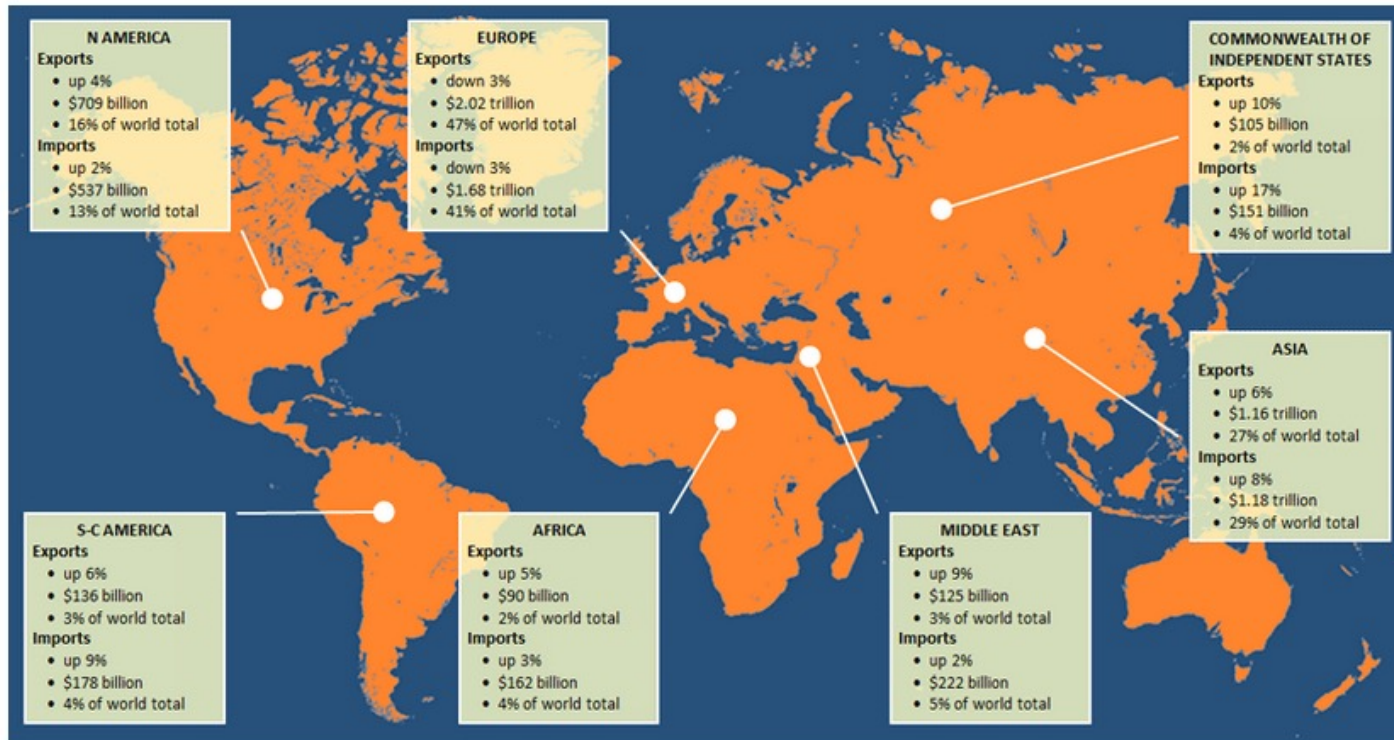 N AMERICA
Exports
• up 4%
• $709 billion
• 16% of world total
Imports
• up 2%
• $537 billion
• 13% of world total
EUROPE
Exports
• down 3%
• $2.02 trillion
• 47% of world total
Imports
• down 3%
• $1.68 trillion
• 41% of world total
COMMONWEALTH OF
INDEPENDENT STATES
Exports
• up 10%
• $105 billion
• 2% of world total
Imports
• up 17%
• $151 billion
• 4% of world total
ASIA
Exports
• up 6%
• $1.16 trillion
• 27% of world total
Imports
• up 8%
• $1.18 trillion
• 29% of world total
S-C AMERICA
Exports
• up 6%
• $136 billion
• 3% of world total
Imports
• up 9%
• $178 billion
• 4% of world total
AFRICA
Exports
• up 5%
• $90 billion
• 2% of world total
Imports
• up 3%
• $162 billion
• 4% of world total
MIDDLE EAST
Exports
• up 9%
• $125 billion
• 3% of world total
Imports
• up 2%
• $222 billion
• 5% of world total